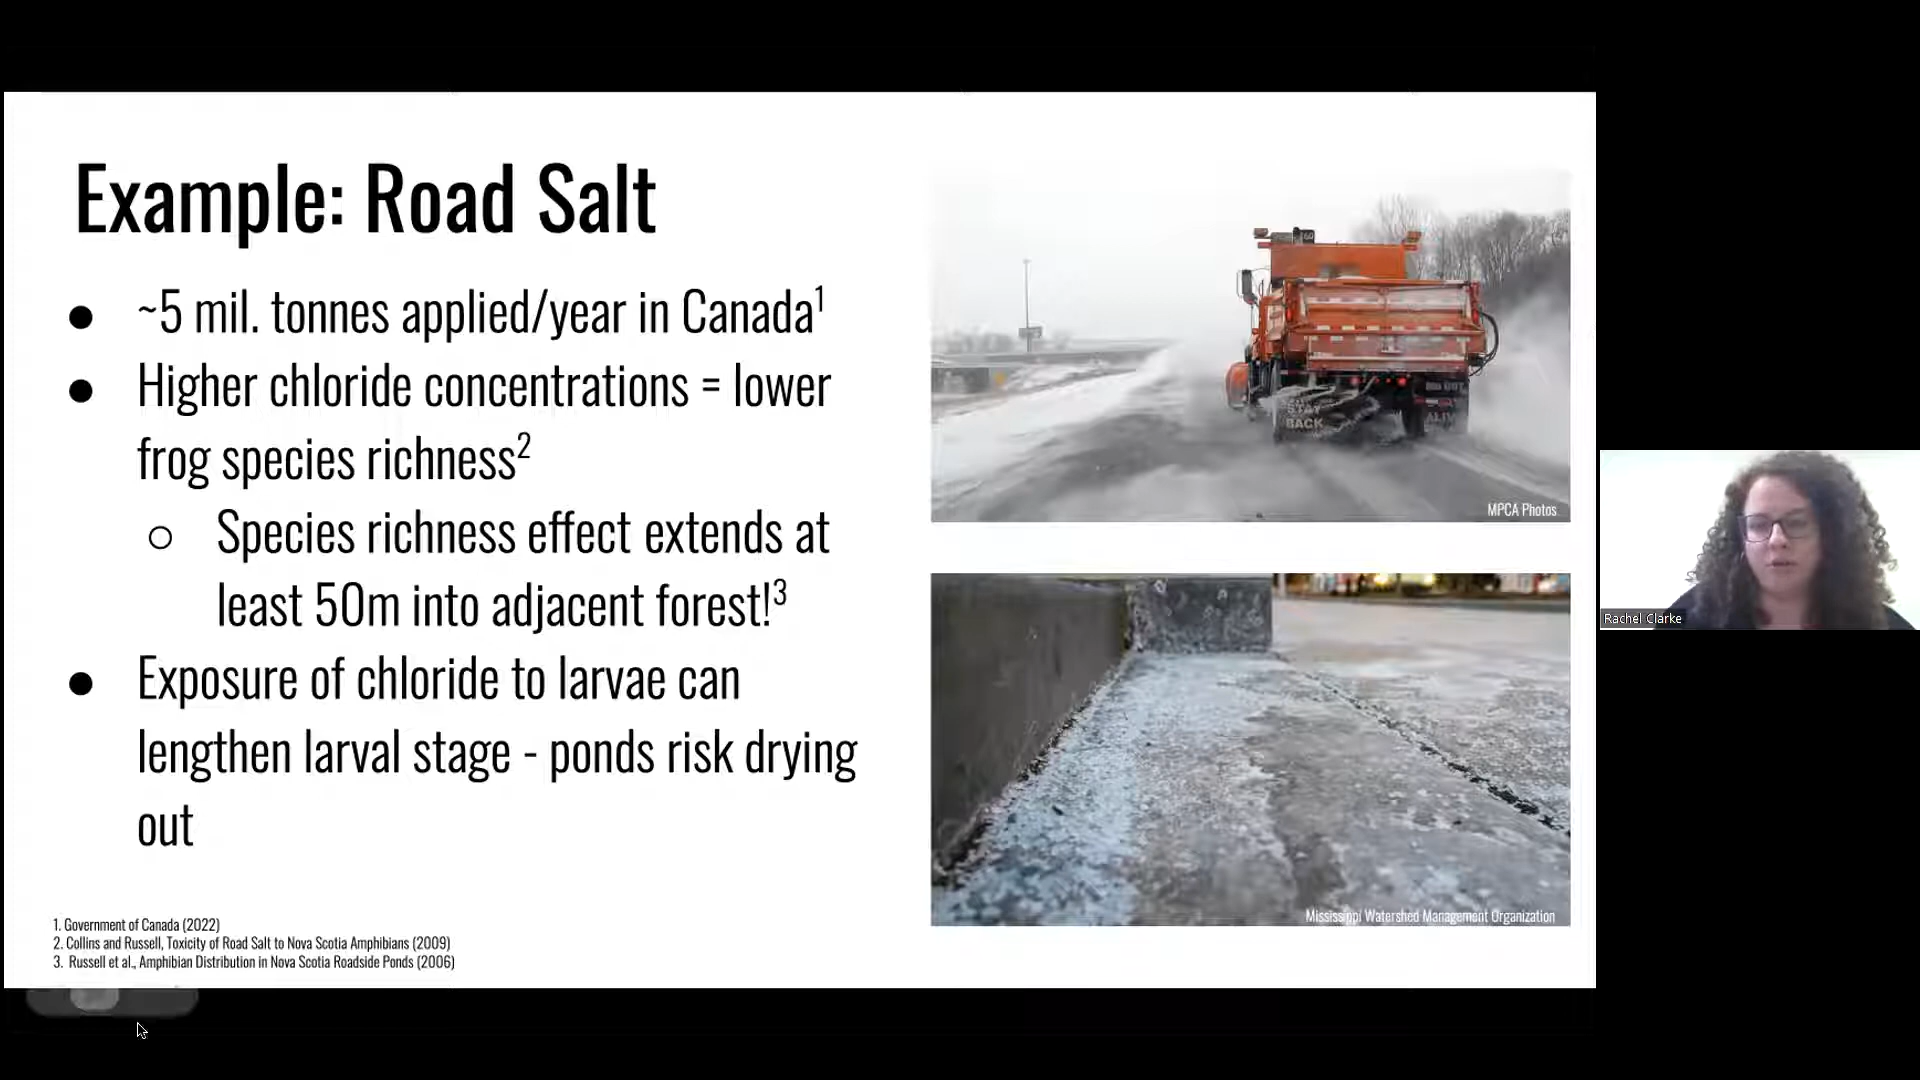 Example: Road Salt
● ~5 mil. tonnes applied/year in Canada¹
● Higher chloride concentrations = lower
frog species richness²
○ Species richness effect extends at
least 50m into adjacent forest!³
● Exposure of chloride to larvae can
lengthen larval stage - ponds risk drying
out
1. Government of Canada (2022)
2. Collins and Russell, Toxicity of Road Salt to Nova Scotia Amphibians (2009)
3. Russell et al., Amphibian Distribution in Nova Scotia Roadside Ponds (2006)
60
STAY
BACK
ALIV
MPCA Photos
Mississippi Watershed Management Organization
Rachel Clarke